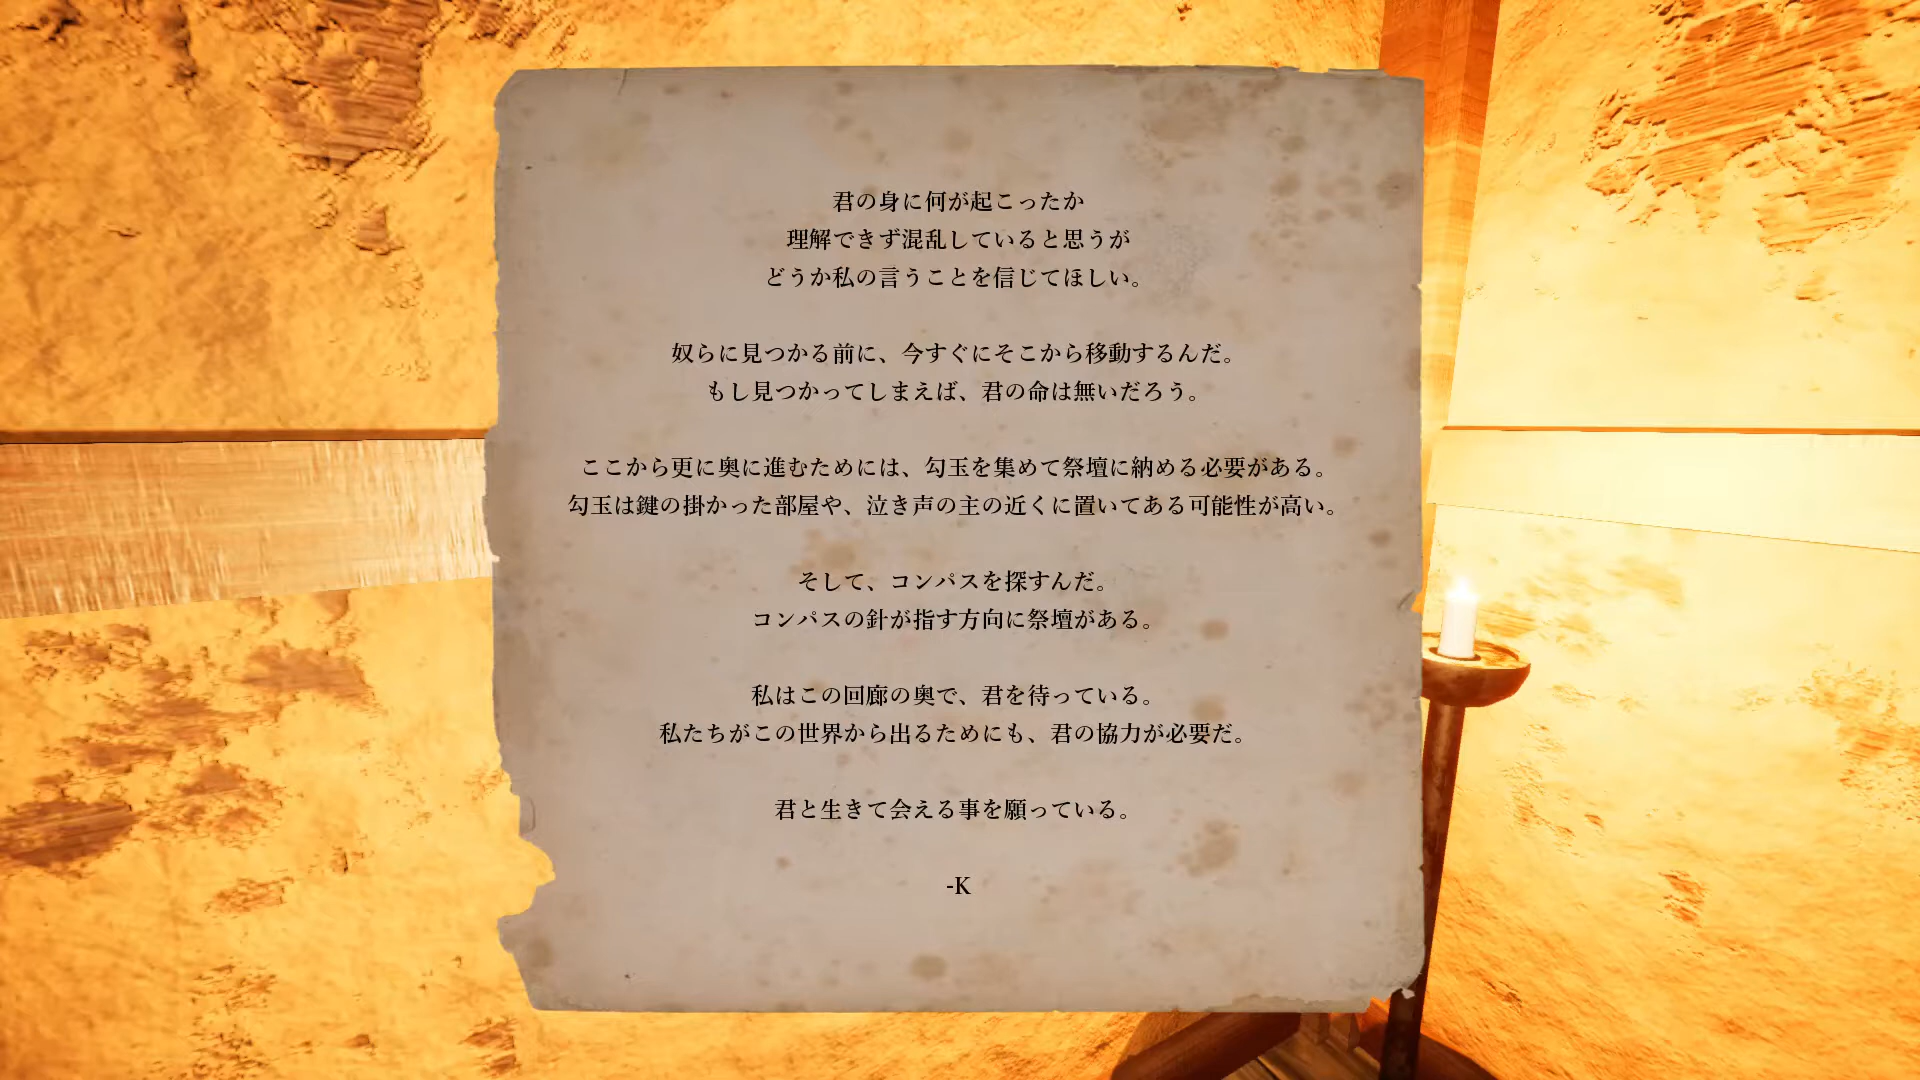 君の身に何が起こったか
理解できず混乱していると思うが
どうか私の言うことを信じてほしい。
奴らに見つかる前に、今すぐにそこから移動するんだ。
もし見つかってしまえば、君の命は無いだろう。
ここから更に奥に進むためには、勾玉を集めて祭壇に納める必要がある。
勾玉は鍵の掛かった部屋や、泣き声の主の近くに置いてある可能性が高い。
そして、コンパスを探すんだ。
コンパスの針が指す方向に祭壇がある。
私はこの回廊の奥で、君を待っている。
私たちがこの世界から出るためにも、君の協力が必要だ。
君と生きて会える事を願っている。
-K